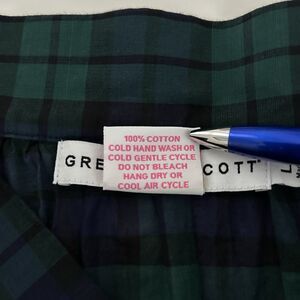 100% COTTON
COLD HAND WASH OR
COLD GENTLE CYCLE
DO NOT BLEACH
HANG DRY OR
COOL AIR CYCLE
GRE COTT
L